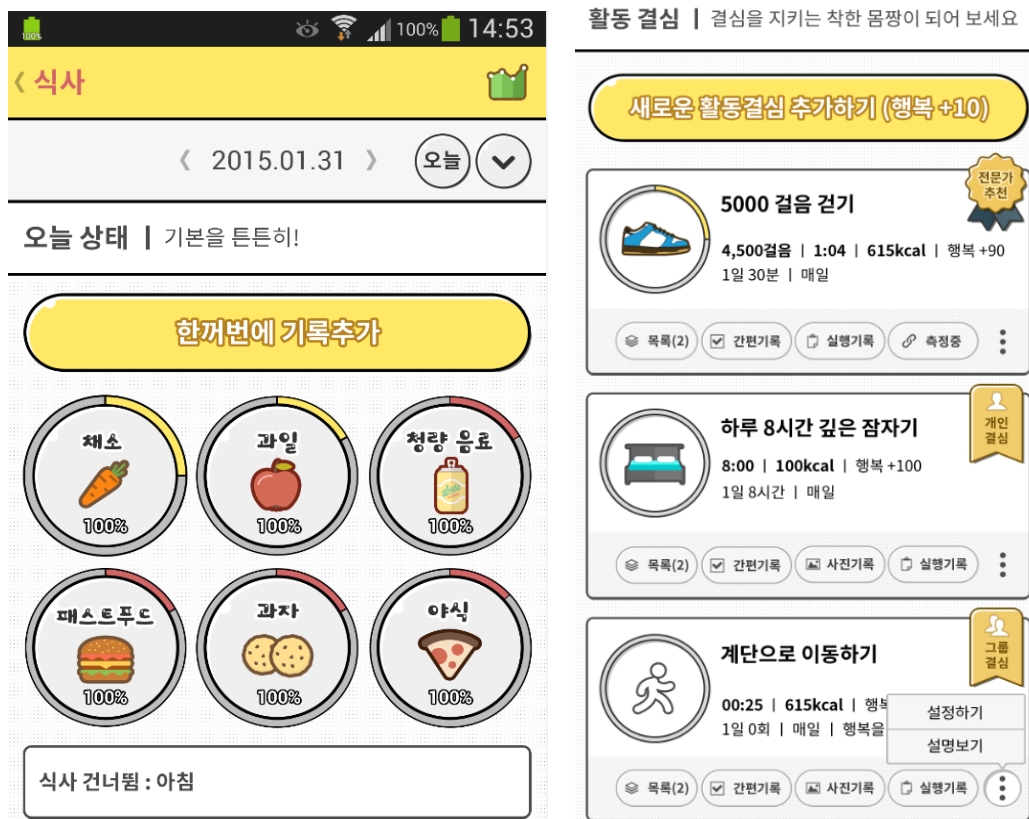 100%
100% 14:53
식사
2015.01.31 오늘
오늘 상태 | 기본을 튼튼히!
한꺼번에 기록추가
채소
100%
과일
100%
청량 음료
100%
패스트푸드
100%
과자
100%
야식
100%
식사 건너뜀 : 아침
활동 결심 | 결심을 지키는 착한 몸짱이 되어 보세요
새로운 활동결심 추가하기 (행복 +10)
전문가
추천
5000 걸음 걷기
4,500걸음 | 1:04 | 615kcal | 행복 +90
1일 30분 | 매일
목록(2) 간편기록 실행기록 측정중
개인
결심
하루 8시간 깊은 잠자기
8:00 | 100kcal | 행복 +100
1일 8시간 | 매일
목록(2) 간편기록 사진기록 실행기록
그룹
결심
계단으로 이동하기
00:25 | 615kcal |
1일 0회 | 매일 | 행복을
설정하기
설명보기
목록(2) 간편기록 사진기록 실행기록